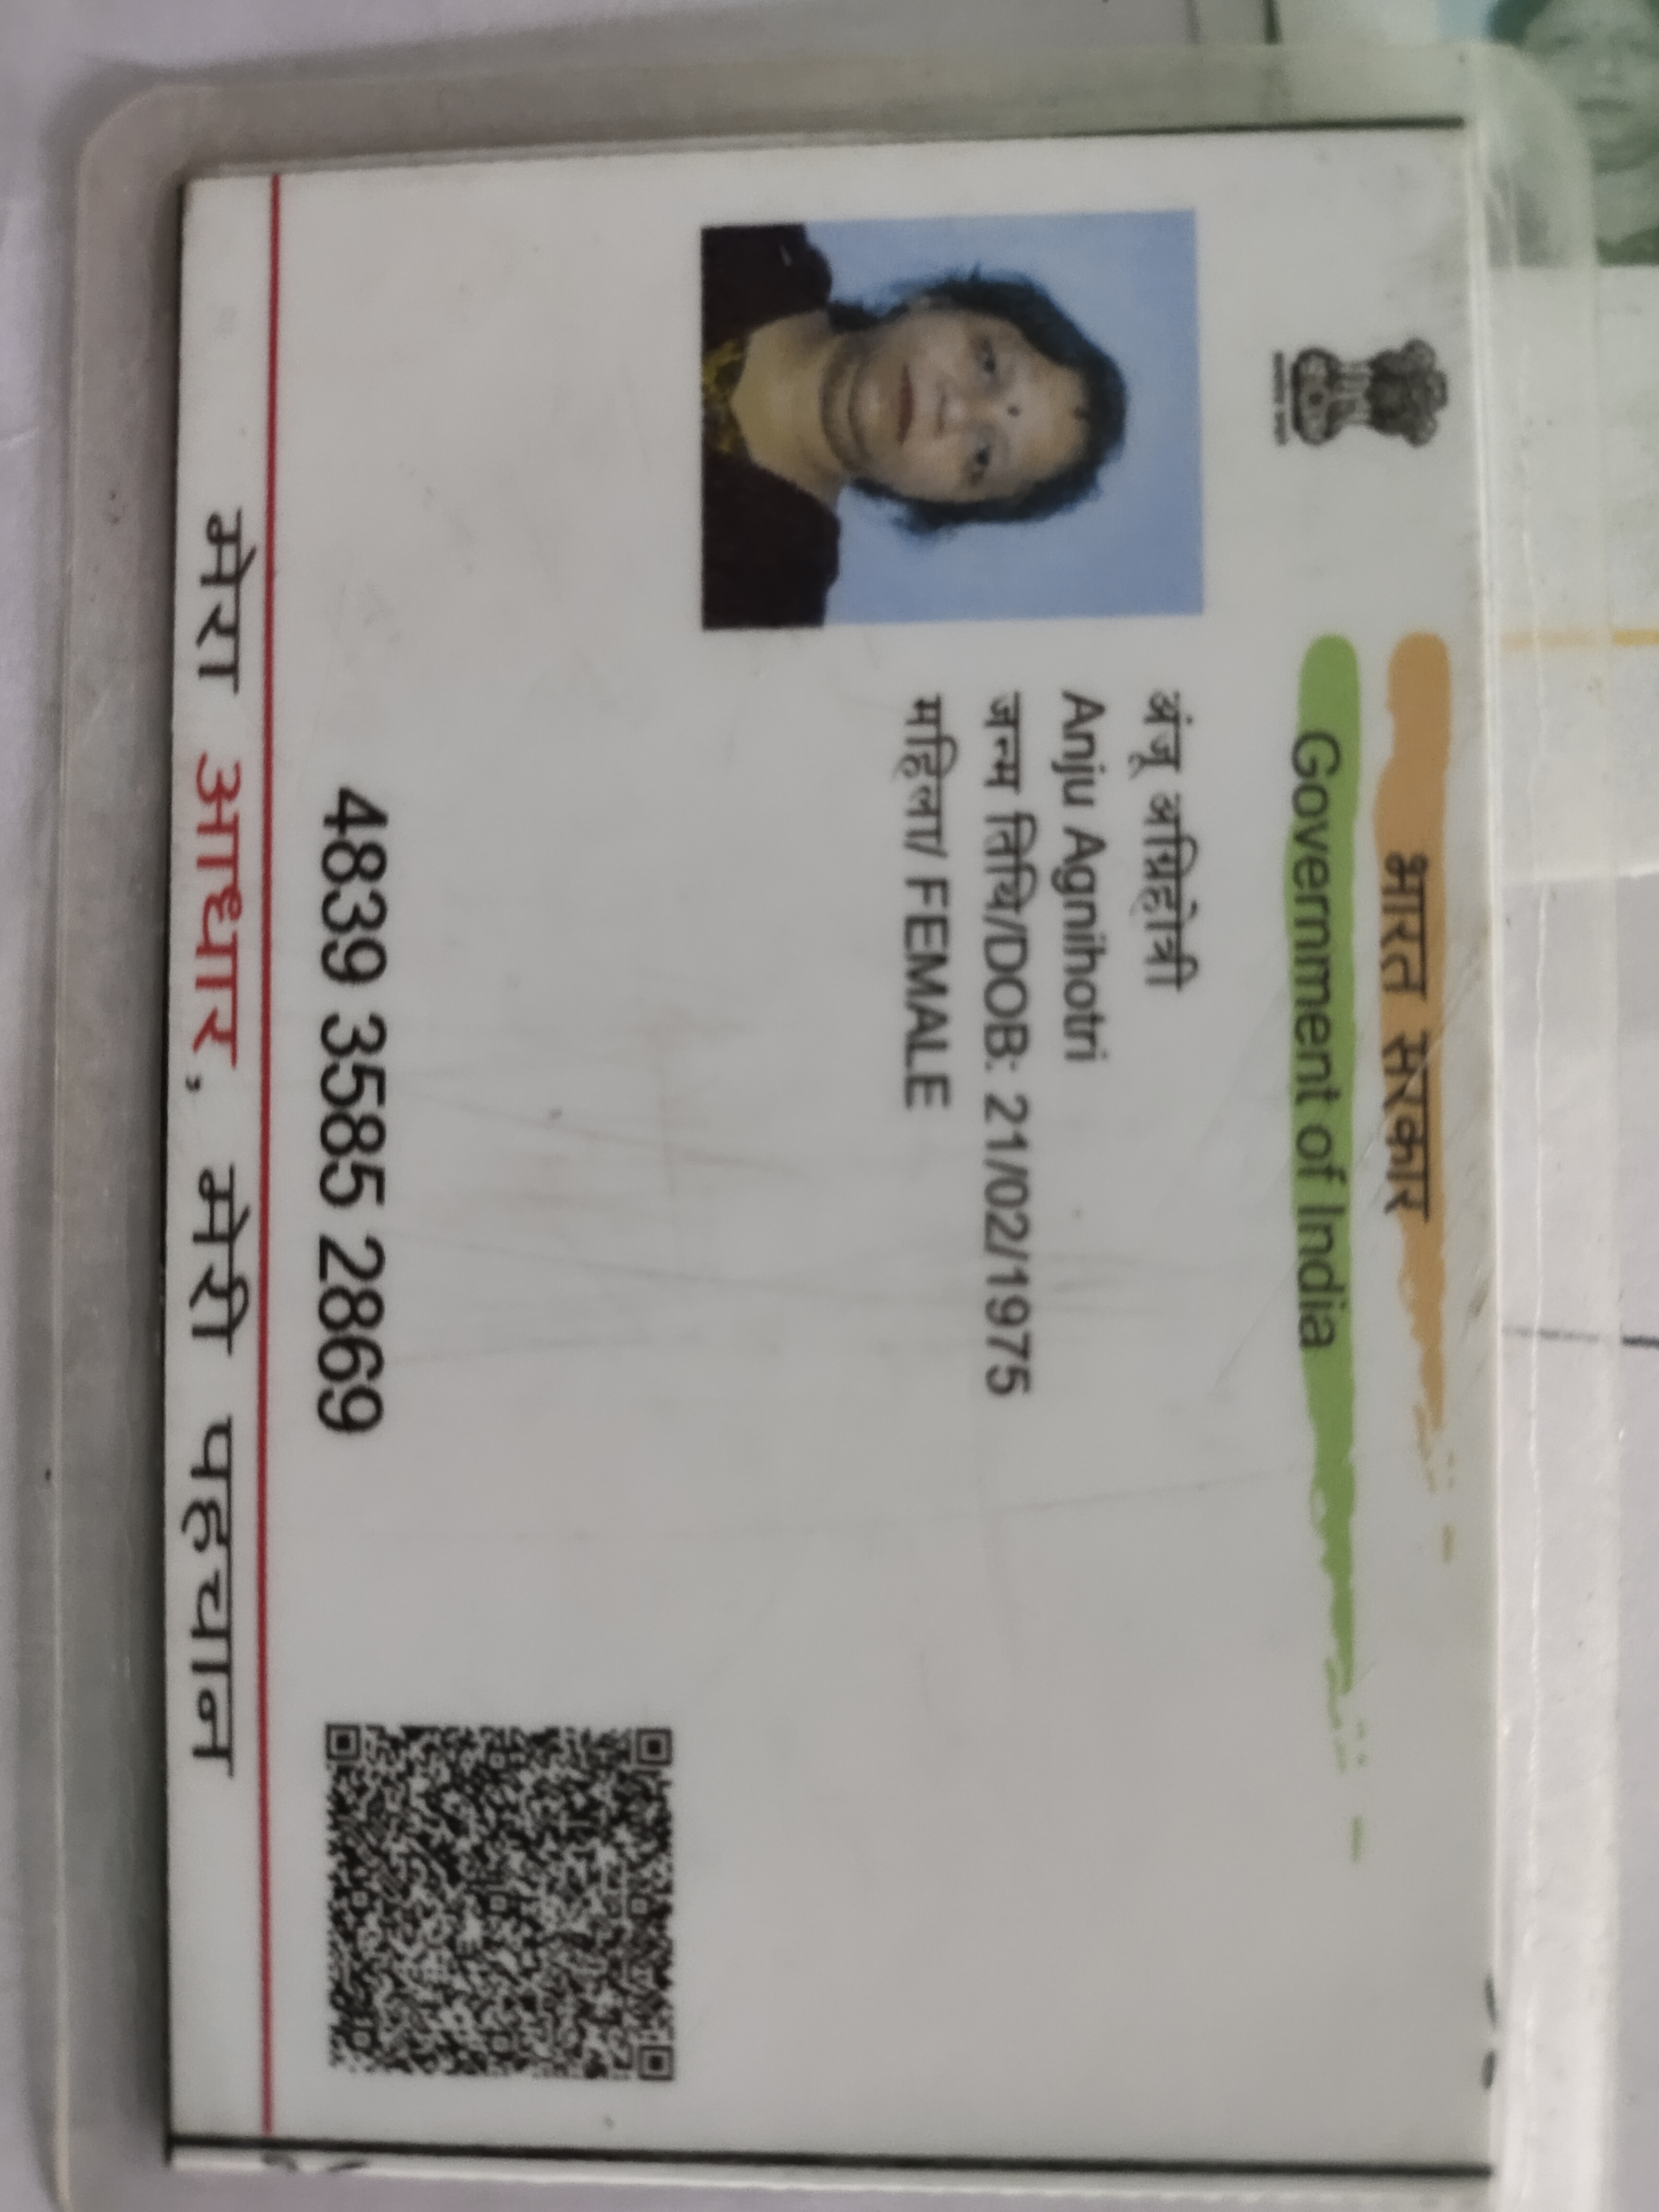 भारत सरकार
Government of India
अंजू अग्निहोत्री
Anju Agnihotri
जन्म तिथि/DOB: 21/02/1975
महिला/ FEMALE
4839 3585 2869
मेरा आधार, मेरी पहचान